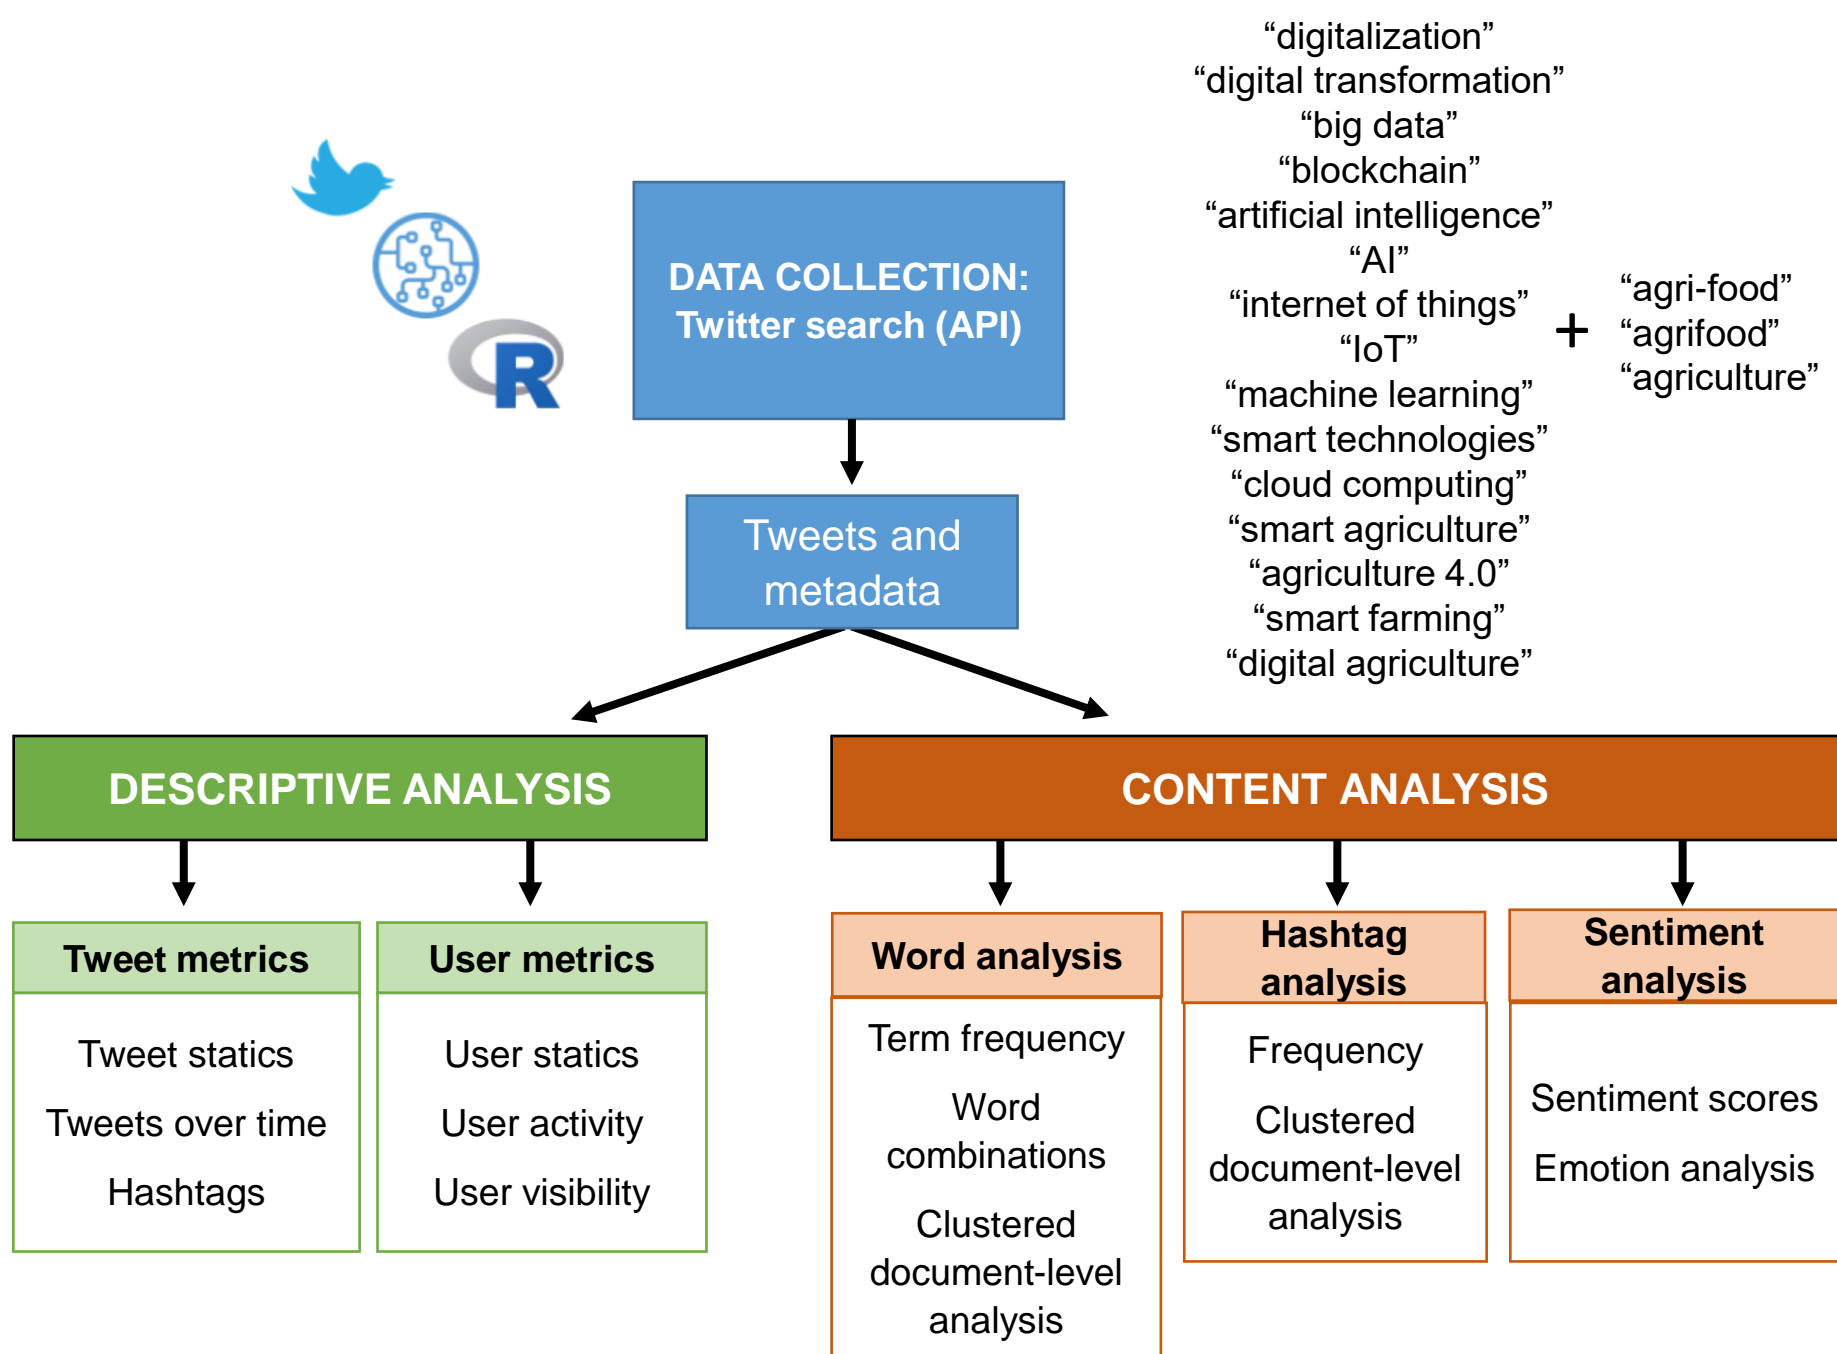 “digitalization”
“digital transformation”
“big data”
“blockchain”
“artificial intelligence”
“AI”
“internet of things”
“IoT”
“machine learning”
“smart technologies”
“cloud computing”
“smart agriculture”
“agriculture 4.0”
“smart farming”
“digital agriculture”
+
“agri-food”
“agrifood”
“agriculture”
R
DATA COLLECTION:
Twitter search (API)
Tweets and
metadata
DESCRIPTIVE ANALYSIS
Tweet metrics
Tweet statics
Tweets over time
Hashtags
User metrics
User statics
User activity
User visibility
CONTENT ANALYSIS
Word analysis
Term frequency
Word
combinations
Clustered
document-level
analysis
Hashtag
analysis
Frequency
Clustered
document-level
analysis
Sentiment
analysis
Sentiment scores
Emotion analysis